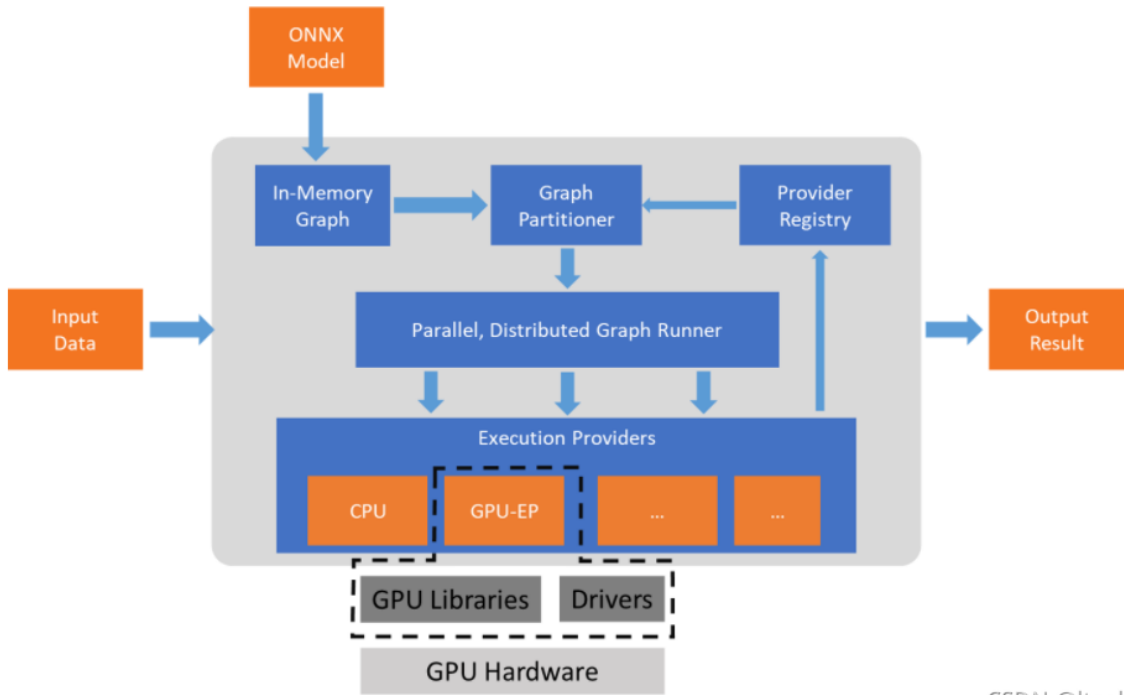 ONNX
Model
In-Memory
Graph
Graph
Partitioner
Provider
Registry
Input
Data
Parallel, Distributed Graph Runner
Output
Result
Execution Providers
CPU
GPU-EP
...
...
GPU Libraries
Drivers
GPU Hardware